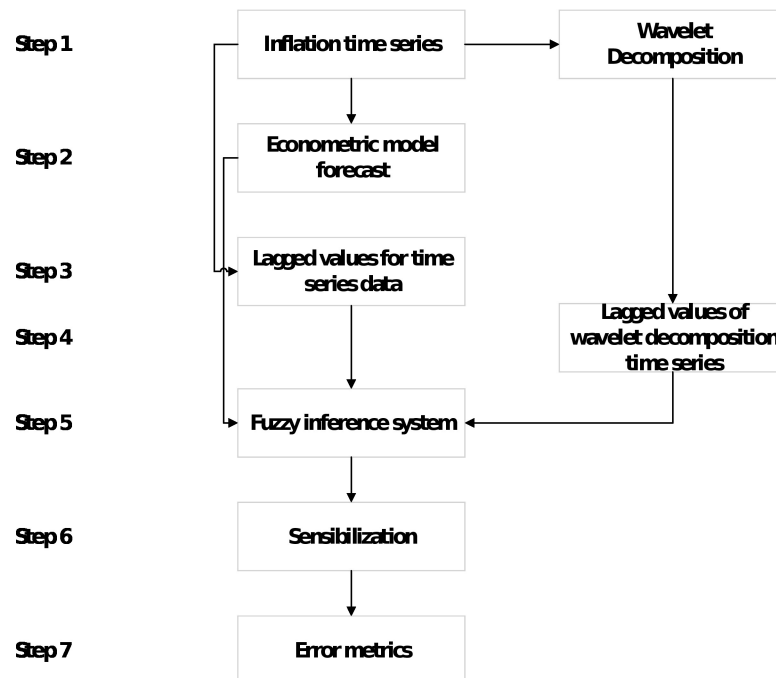 Step 1
Inflation time series
Wavelet
Decomposition
Step 2
Econometric model
forecast
Step 3
Lagged values for time
series data
Step 4
Lagged values of
wavelet decomposition
time series
Step 5
Fuzzy inference system
Step 6
Sensibilization
Step 7
Error metrics